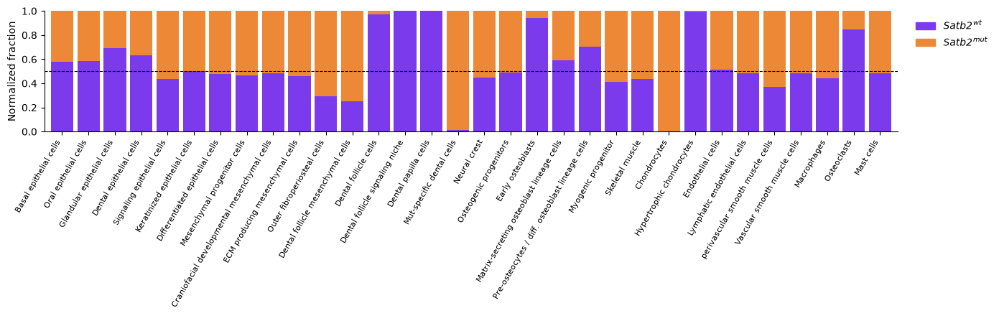 Normalized fraction
1.0
0.8
0.6
0.4
0.2
0.0
Satb2^wt
Satb2^mut
Basal epithelial cells
Oral epithelial cells
Glandular epithelial cells
Dental epithelial cells
Signaling epithelial cells
Keratinized epithelial cells
Differentiated epithelial cells
Mesenchymal progenitor cells
Craniofacial developmental mesenchymal cells
ECM producing mesenchymal cells
Outer fibroperiosteal cells
Dental follicle mesenchymal cells
Dental follicle cells
Dental follicle signaling niche
Dental papilla cells
Mut-specific dental cells
Neural crest
Osteogenic progenitors
Early osteoblasts
Matrix-secreting osteoblast lineage cells
Pre-osteocytes / diff. osteoblast lineage cells
Myogenic progenitor
Skeletal muscle
Chondrocytes
Hypertrophic chondrocytes
Endothelial cells
Lymphatic endothelial cells
perivascular smooth muscle cells
Vascular smooth muscle cells
Macrophages
Osteoclasts
Mast cells